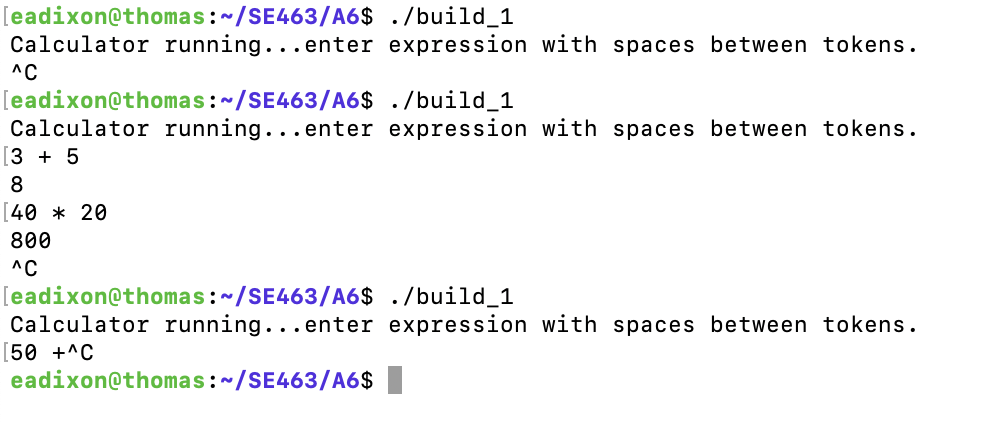 [eadixon@thomas:~/SE463/A6$ ./build_1
Calculator running...enter expression with spaces between tokens.
^C
[eadixon@thomas:~/SE463/A6$ ./build_1
Calculator running...enter expression with spaces between tokens.
[3 + 5
8
[40 * 20
800
^C
[eadixon@thomas:~/SE463/A6$ ./build_1
Calculator running...enter expression with spaces between tokens.
[50 +^C
eadixon@thomas:~/SE463/A6$